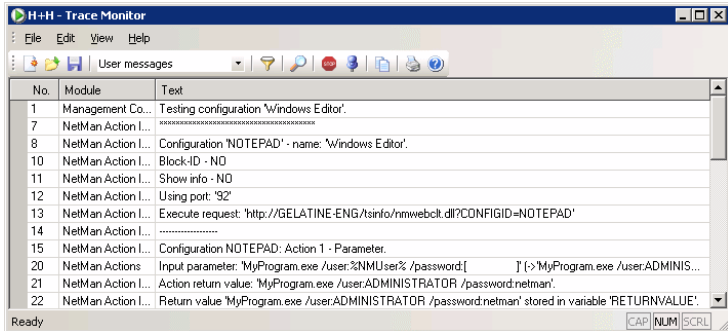 H+H - Trace Monitor
File Edit View Help
User messages
No. Module Text
1 Management Co... Testing configuration 'Windows Editor'.
7 NetMan Action I...
8 NetMan Action I... Configuration 'NOTEPAD' - name: 'Windows Editor'.
10 NetMan Action I... Block-ID - NO
11 NetMan Action I... Show info - NO
12 NetMan Action I... Using port: '92'
13 NetMan Action I... Execute request: 'http://GELATINE-ENG/tsinfo/nmwebclt.dll?CONFIGID=NOTEPAD'
14 NetMan Action I... -------------------
15 NetMan Action I... Configuration NOTEPAD: Action 1 - Parameter.
20 NetMan Actions Input parameter: 'MyProgram.exe /user:%NMUser% /password:[ ]' (->'MyProgram.exe /user:ADMINIS...
21 NetMan Action I... Action return value: 'MyProgram.exe /user:ADMINISTRATOR /password:netman'.
22 NetMan Action I... Return value 'MyProgram.exe /user:ADMINISTRATOR /password:netman' stored in variable 'RETURNVALUE'.
Ready CAP NUM SCRL